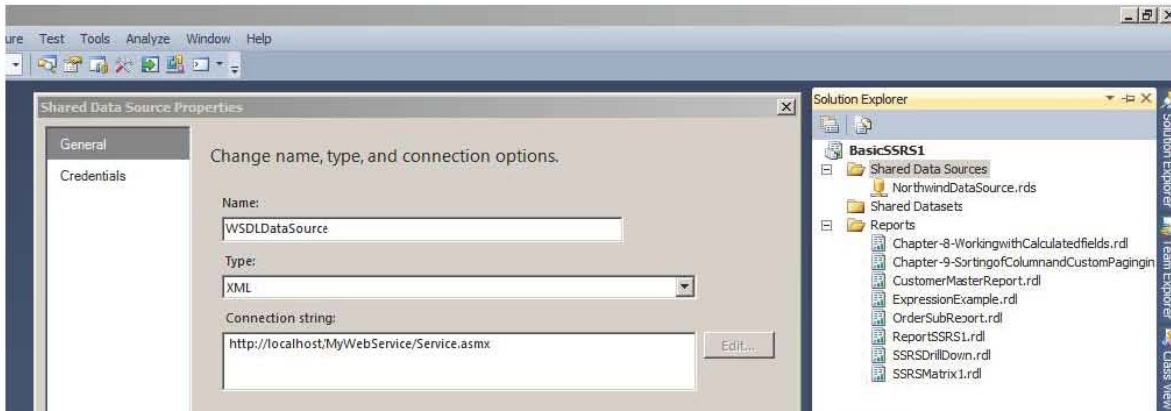 ure Test Tools Analyze Window Help
Shared Data Source Properties
General
Credentials
Change name, type, and connection options.
Name:
WSDLDataSource
Type:
XML
Connection string:
http://localhost/MyWebService/Service.asmx
Edit...
Solution Explorer
BasicSSRS1
Shared Data Sources
NorthwindDataSource.rds
Shared Datasets
Reports
Chapter-8-WorkingwithCalculatedfields.rdl
Chapter-9-SortingofColumnandCustomPagingin
CustomerMasterReport.rdl
ExpressionExample.rdl
OrderSubReport.rdl
ReportSSRS1.rdl
SSRSDrillDown.rdl
SSRSMatrix1.rdl
Solution Explorer
Team Explorer
Class View